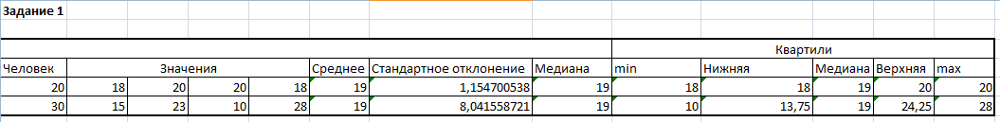 Задание 1
Квартили
Человек Значения Среднее Стандартное отклонение Медиана min Нижняя Медиана Верхняя max
20 18 20 20 18 19 1,154700538 19 18 18 19 20 20
30 15 23 10 28 19 8,041558721 19 10 13,75 19 24,25 28